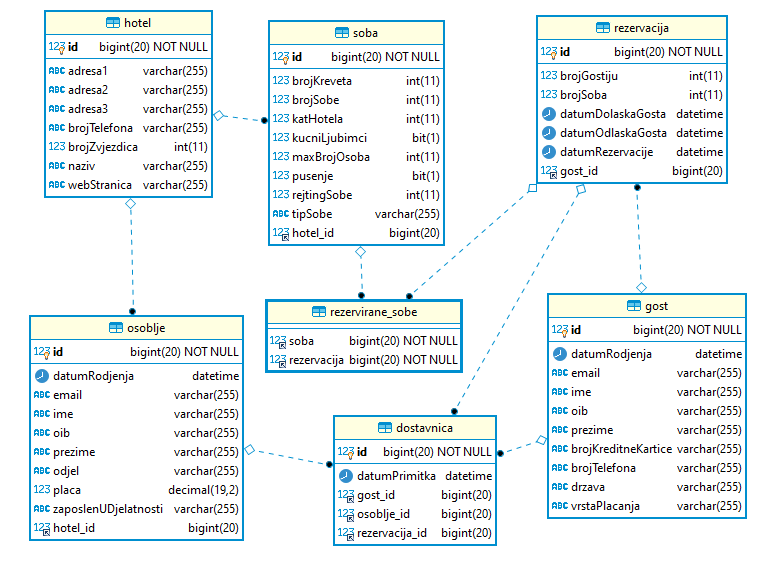 hotel
123 id bigint(20) NOT NULL
ABC adresa1 varchar(255)
ABC adresa2 varchar(255)
ABC adresa3 varchar(255)
ABC brojTelefona varchar(255)
123 brojZvjezdica int(11)
ABC naziv varchar(255)
ABC webStranica varchar(255)
soba
123 id bigint(20) NOT NULL
123 brojKreveta int(11)
123 brojSobe int(11)
123 katHotela int(11)
123 kucniLjubimci bit(1)
123 maxBrojOsoba int(11)
123 pusenje bit(1)
123 rejtingSobe int(11)
ABC tipSobe varchar(255)
123 hotel_id bigint(20)
rezervacija
123 id bigint(20) NOT NULL
123 brojGostiju int(11)
123 brojSoba int(11)
datumDolaskaGosta datetime
datumOdlaskaGosta datetime
datumRezervacije datetime
123 gost_id bigint(20)
rezervirane_sobe
123 soba bigint(20) NOT NULL
123 rezervacija bigint(20) NOT NULL
osoblje
123 id bigint(20) NOT NULL
datumRodjenja datetime
ABC email varchar(255)
ABC ime varchar(255)
ABC oib varchar(255)
ABC prezime varchar(255)
ABC odjel varchar(255)
123 placa decimal(19,2)
ABC zaposlenUDjelatnosti varchar(255)
123 hotel_id bigint(20)
dostavnica
123 id bigint(20) NOT NULL
datumPrimitka datetime
123 gost_id bigint(20)
123 osoblje_id bigint(20)
123 rezervacija_id bigint(20)
gost
123 id bigint(20) NOT NULL
datumRodjenja datetime
ABC email varchar(255)
ABC ime varchar(255)
ABC oib varchar(255)
ABC prezime varchar(255)
ABC brojKreditneKartice varchar(255)
ABC brojTelefona varchar(255)
ABC drzava varchar(255)
ABC vrstaPlacanja varchar(255)